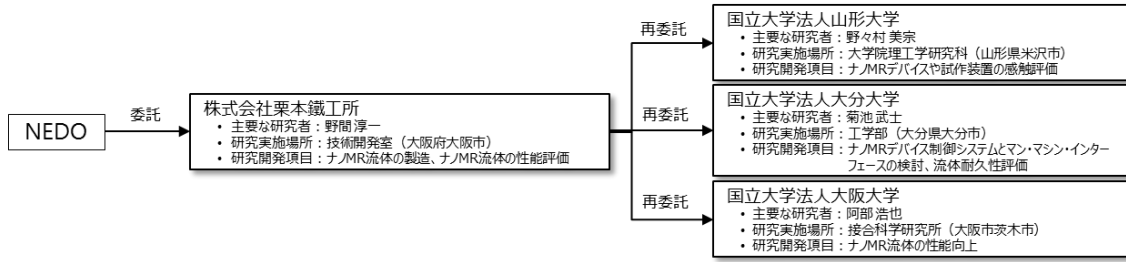 NEDO
委託
株式会社栗本鐵工所
• 主要な研究者：野間 淳一
• 研究実施場所：技術開発室（大阪府大阪市）
• 研究開発項目：ナノMR流体の製造、ナノMR流体の性能評価
再委託
国立大学法人山形大学
• 主要な研究者：野々村 美宗
• 研究実施場所：大学院理工学研究科（山形県米沢市）
• 研究開発項目：ナノMRデバイスや試作装置の感触評価
再委託
国立大学法人大分大学
• 主要な研究者：菊池 武士
• 研究実施場所：工学部（大分県大分市）
• 研究開発項目：ナノMRデバイス制御システムとマン・マシン・インター
フェースの検討、流体耐久性評価
再委託
国立大学法人大阪大学
• 主要な研究者：阿部 浩也
• 研究実施場所：接合科学研究所（大阪市茨木市）
• 研究開発項目：ナノMR流体の性能向上